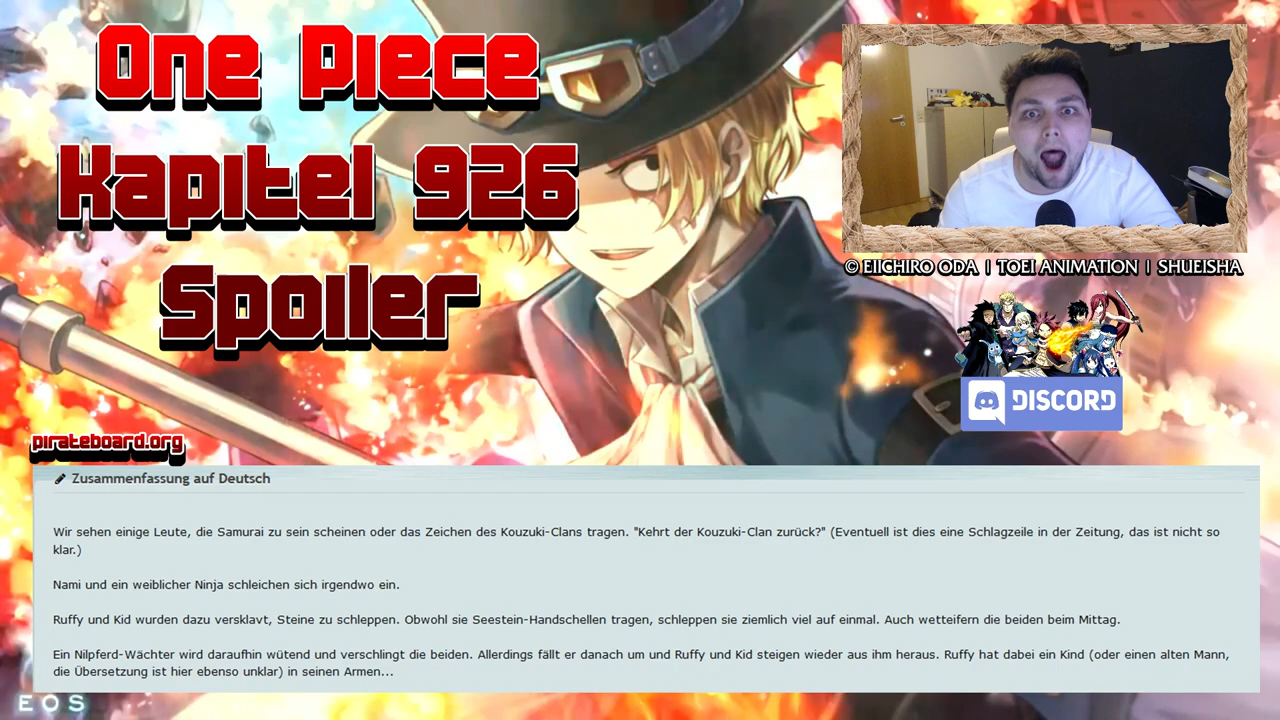 One Piece
Kapitel 926
Spoiler
© EIICHIRO ODA | TOEI ANIMATION | SHUEISHA
DISCORD
pirateboard.org
Zusammenfassung auf Deutsch
Wir sehen einige Leute, die Samurai zu sein scheinen oder das Zeichen des Kouzuki-Clans tragen. "Kehrt der Kouzuki-Clan zurück?" (Eventuell ist dies eine Schlagzeile in der Zeitung, das ist nicht so
klar.)
Nami und ein weiblicher Ninja schleichen sich irgendwo ein.
Ruffy und Kid wurden dazu versklavt, Steine zu schleppen. Obwohl sie Seestein-Handschellen tragen, schleppen sie ziemlich viel auf einmal. Auch wetteifern die beiden beim Mittag.
Ein Nilpferd-Wächter wird daraufhin wütend und verschlingt die beiden. Allerdings fällt er danach um und Ruffy und Kid steigen wieder aus ihm heraus. Ruffy hat dabei ein Kind (oder einen alten Mann,
die Übersetzung ist hier ebenso unklar) in seinen Armen...
EOS